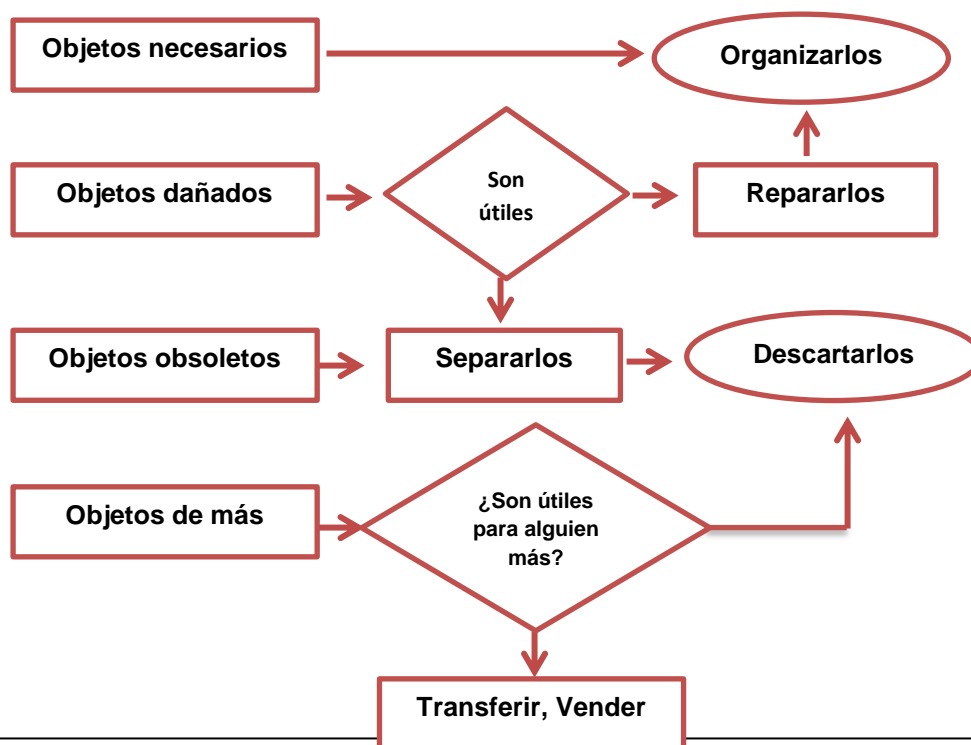 Objetos necesarios
Organizarlos
Objetos dañados
Son
útiles
Repararlos
Objetos obsoletos
Separarlos
Descartarlos
Objetos de más
¿Son útiles
para alguien
más?
Transferir, Vender